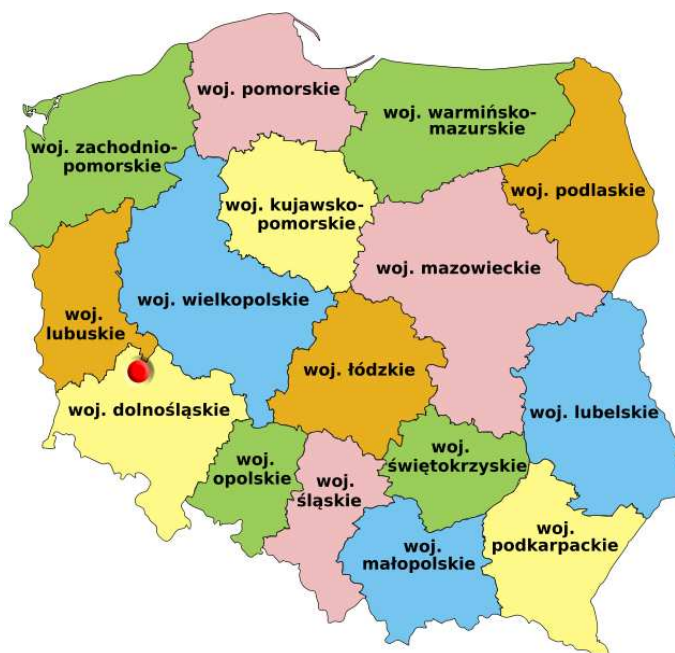 woj. pomorskie
woj. warmińsko-
mazurskie
woj. zachodnio-
pomorskie
woj. podlaskie
woj. kujawsko-
pomorskie
woj. mazowieckie
woj. wielkopolskie
woj.
lubuskie
woj. łódzkie
woj. dolnośląskie
woj. lubelskie
woj.
opolskie
woj.
śląskie
woj.
świętokrzyskie
woj.
podkarpackie
woj.
małopolskie